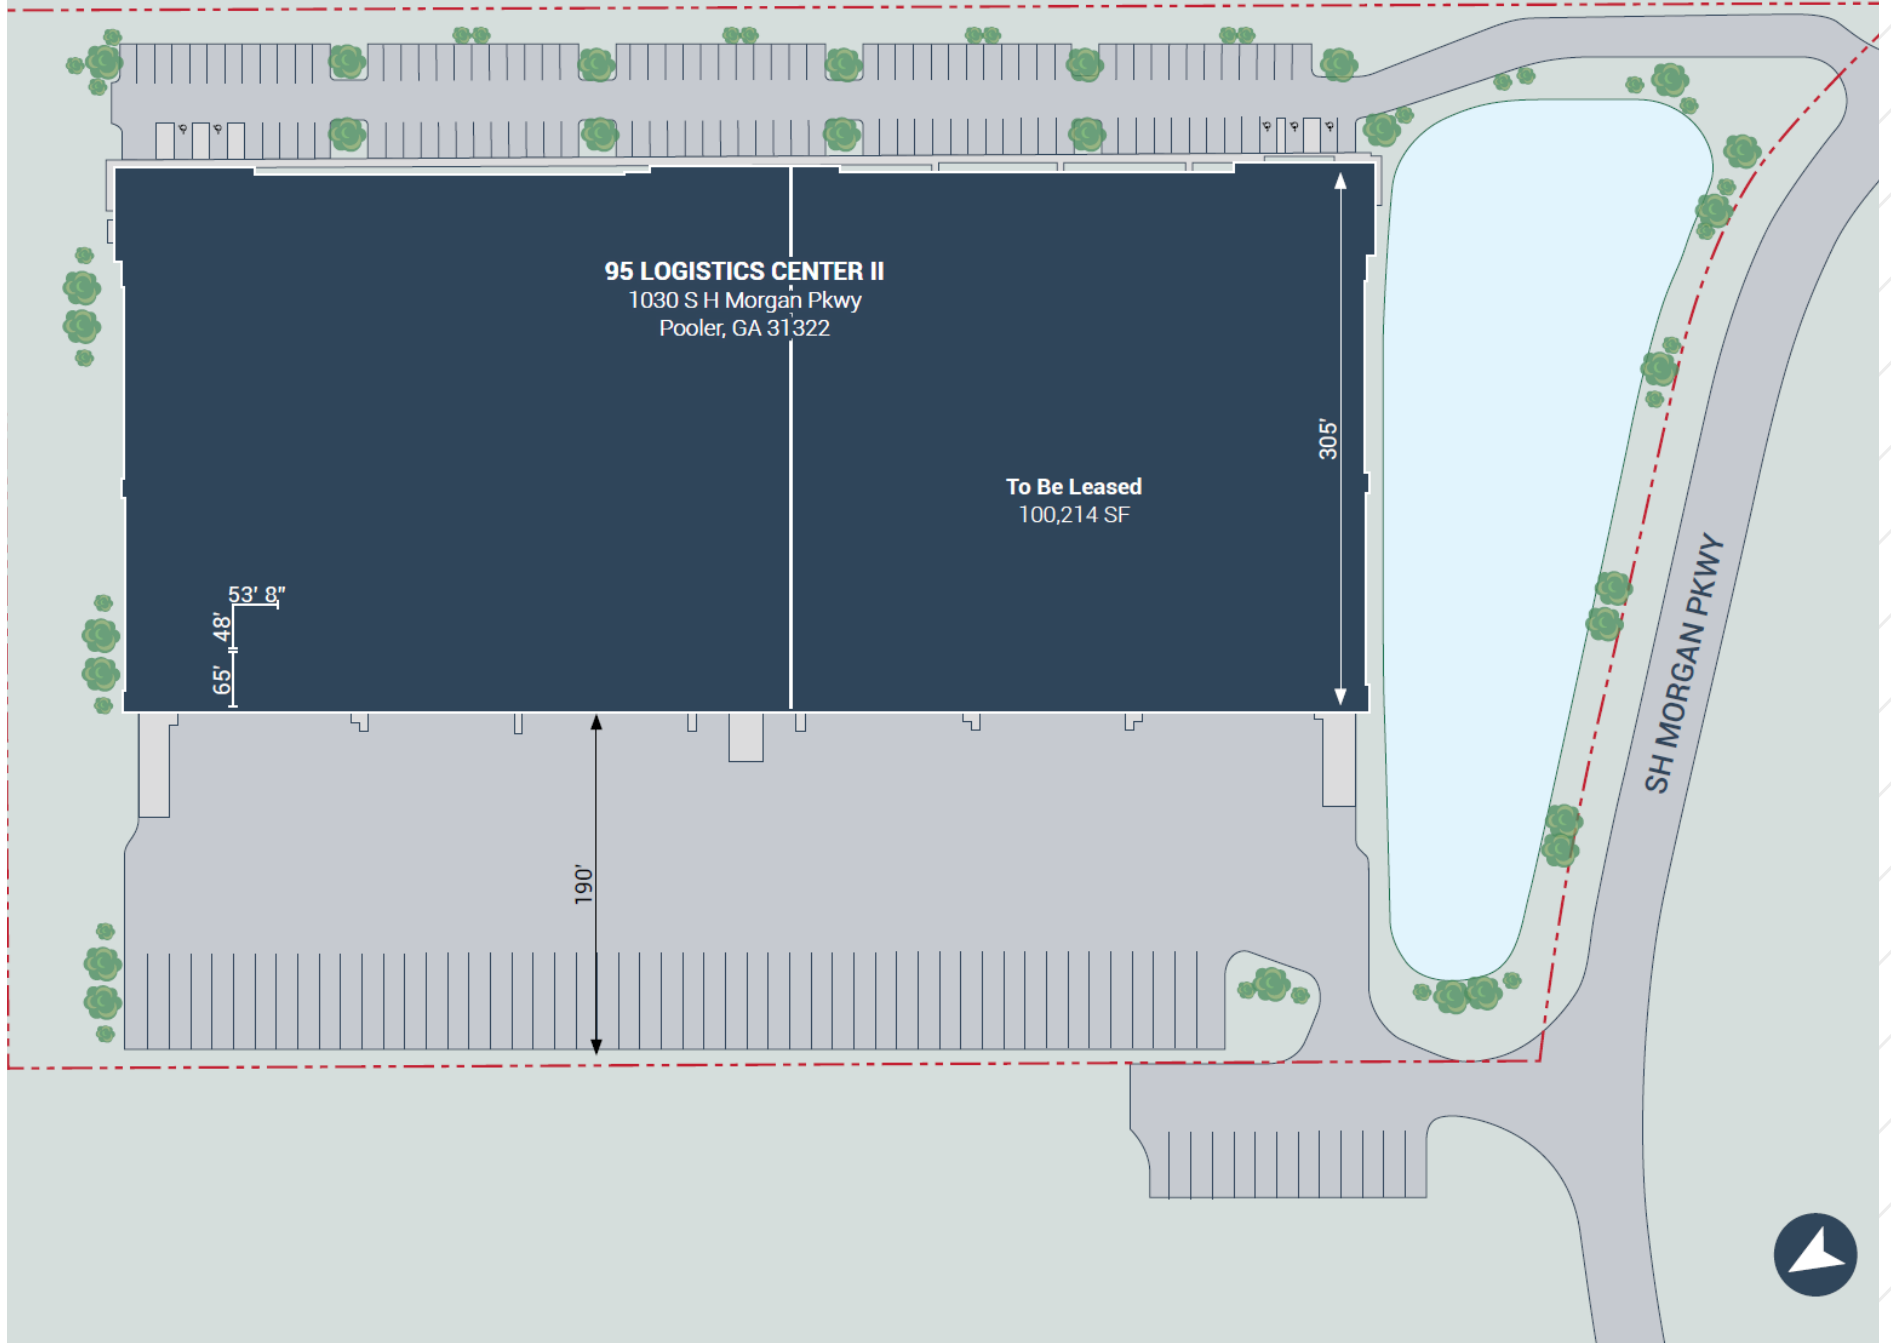 95 LOGISTICS CENTER II
1030 S H Morgan Pkwy
Pooler, GA 31322
305'
To Be Leased
100,214 SF
53' 8"
48'
65'
SH MORGAN PKWY
190'